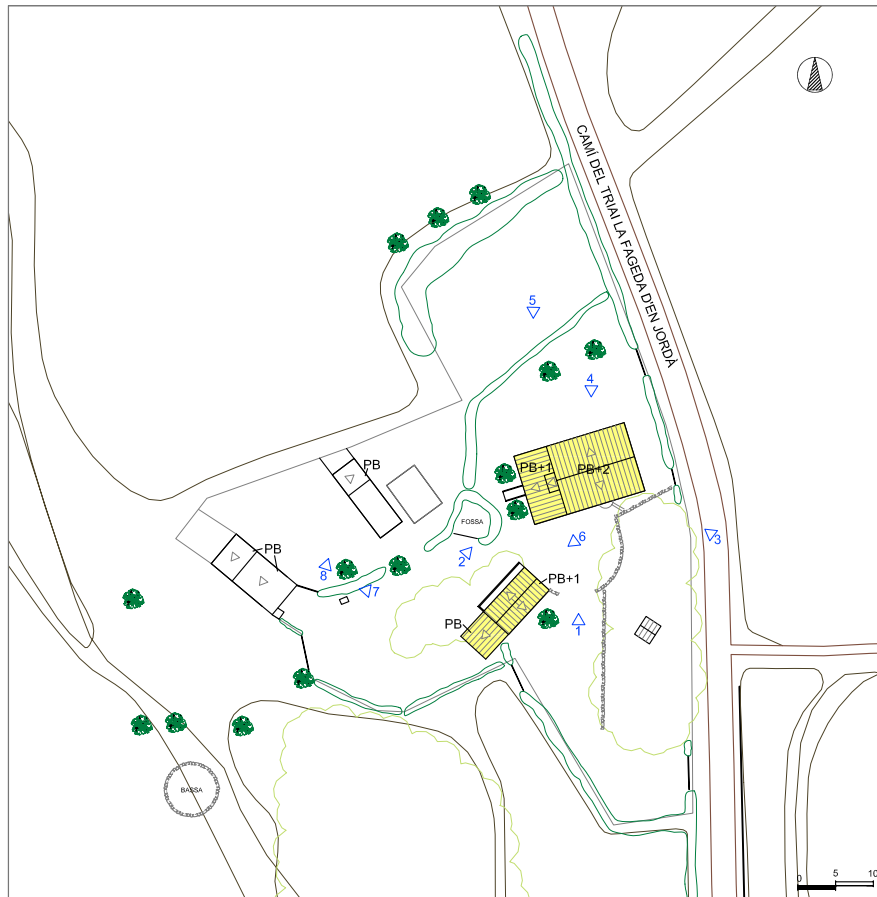 CAMÍ DEL TRIAI LA FAGEDA D'EN JORDÀ
5
4
PB
PB+1
PB+2
FOSSA
3
6
2
PB
8
7
PB+1
PB
1
BASSA
0 5 10